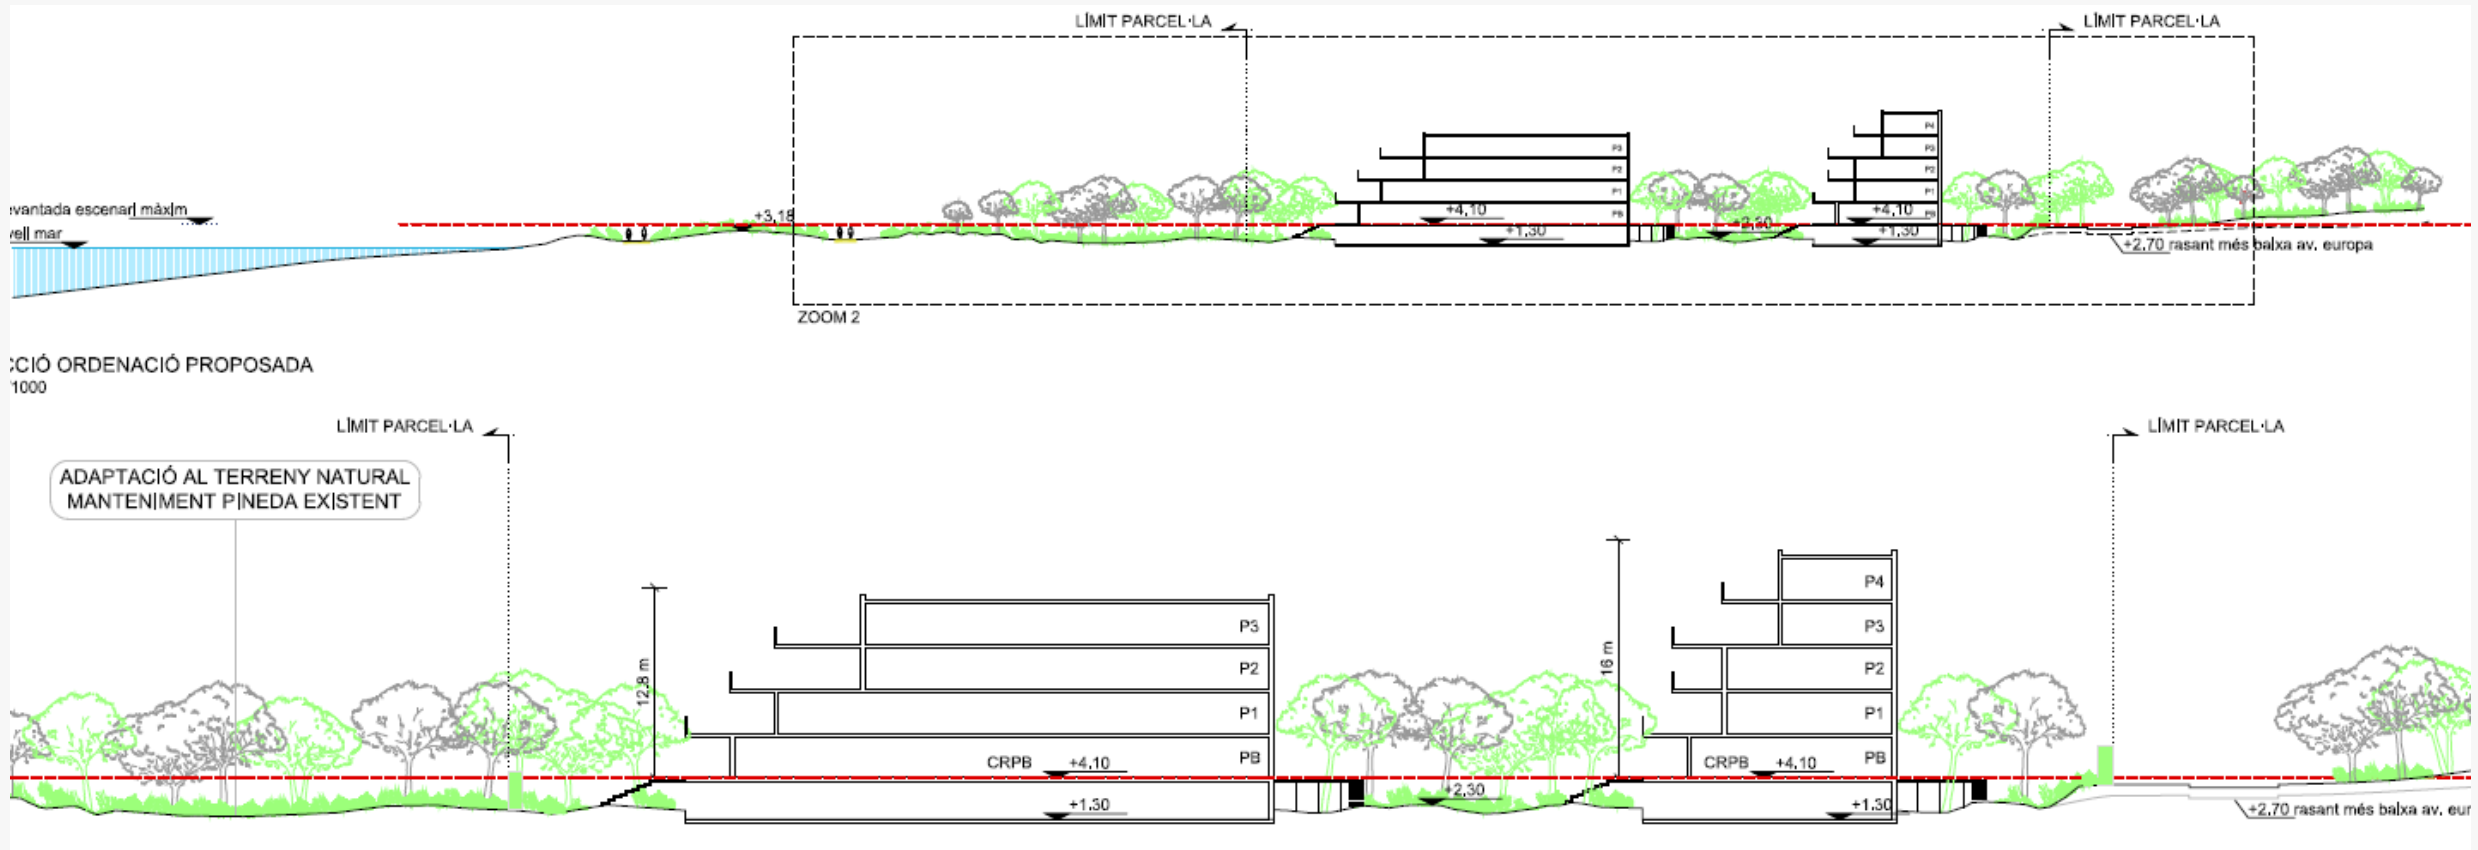 LÍMIT PARCEL·LA
LÍMIT PARCEL·LA
P4
P3
P3
P2
P2
P1
P1
PB
PB
evantada escenari màxim
+3,18
+4,10
+4,10
vell mar
+1,30
+2,30
+1,30
+2,70 rasant més baixa av. europa
ZOOM 2
CCIÓ ORDENACIÓ PROPOSADA
/1000
LÍMIT PARCEL·LA
LÍMIT PARCEL·LA
ADAPTACIÓ AL TERRENY NATURAL
MANTENIMENT PINEDA EXISTENT
P4
P3
P3
12,8 m
16 m
P2
P2
P1
P1
CRPB +4,10 PB
CRPB +4,10 PB
+2,30
+1,30
+1,30
+2,70 rasant més baixa av. eur